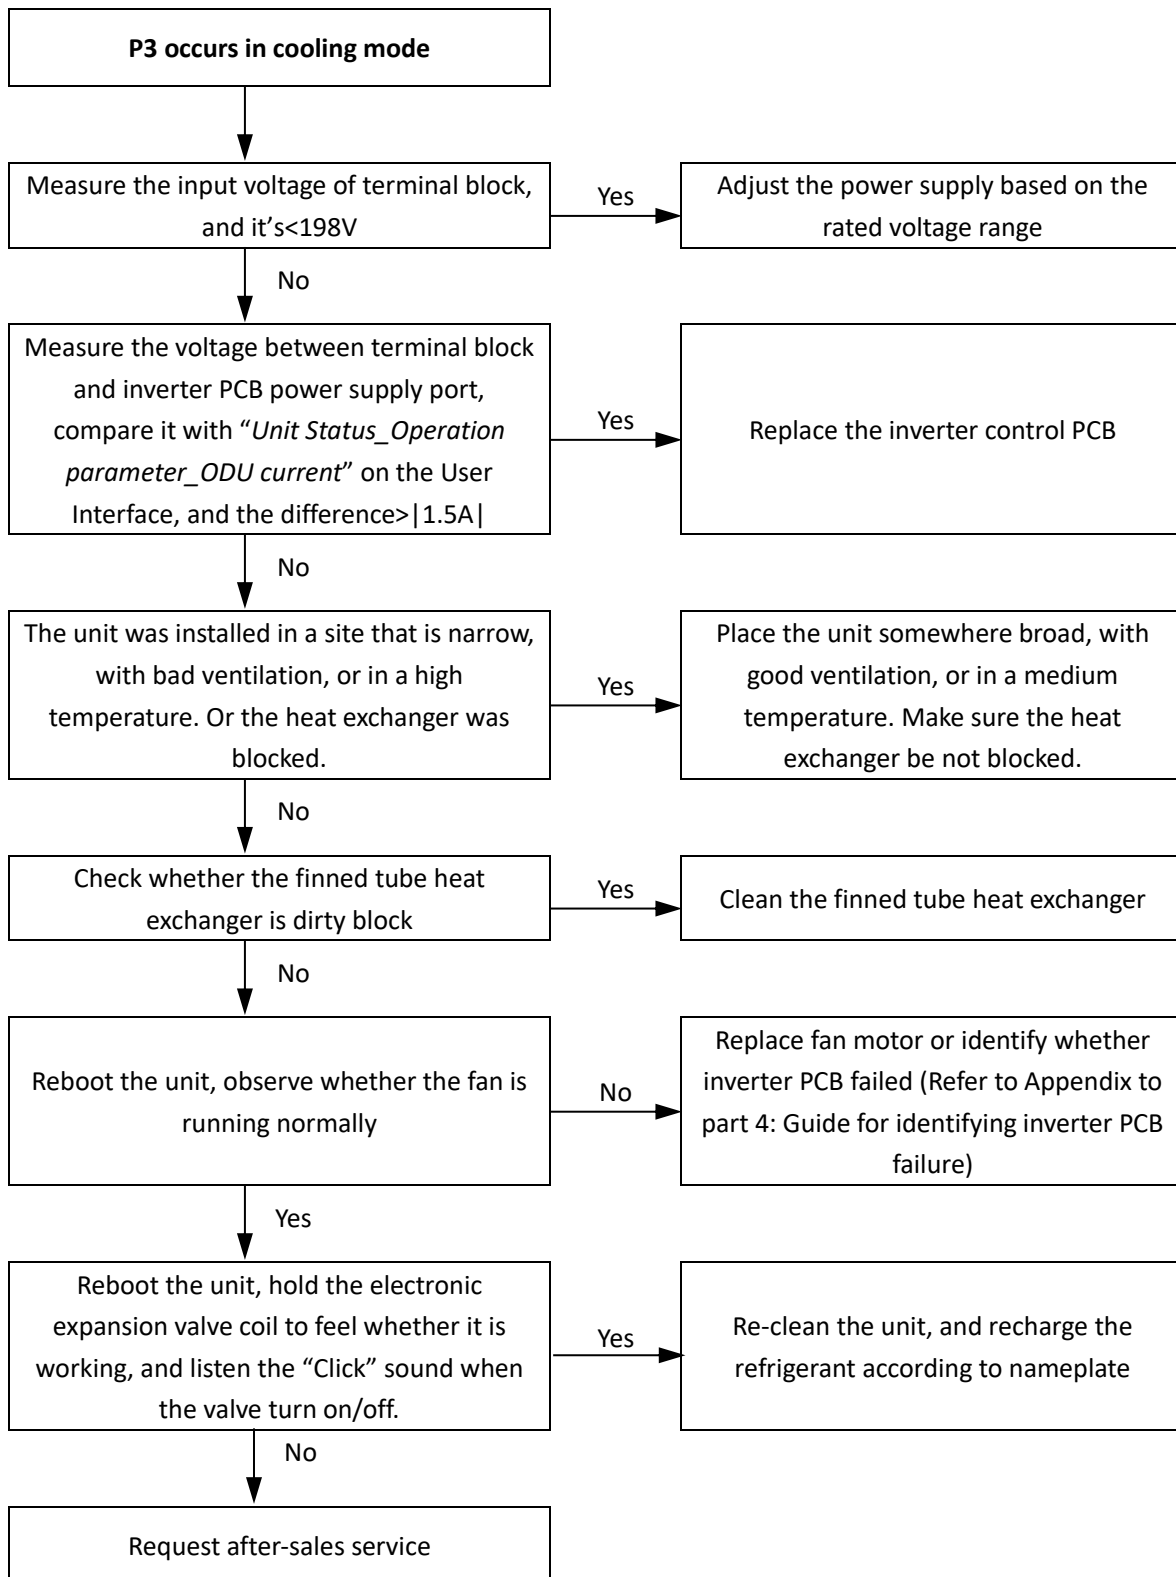 P3 occurs in cooling mode
Measure the input voltage of terminal block,
and it’s<198V
Yes
Adjust the power supply based on the
rated voltage range
No
Measure the voltage between terminal block
and inverter PCB power supply port,
compare it with “Unit Status_Operation
parameter_ODU current” on the User
Interface, and the difference>|1.5A|
Yes
Replace the inverter control PCB
No
The unit was installed in a site that is narrow,
with bad ventilation, or in a high
temperature. Or the heat exchanger was
blocked.
Yes
Place the unit somewhere broad, with
good ventilation, or in a medium
temperature. Make sure the heat
exchanger be not blocked.
No
Check whether the finned tube heat
exchanger is dirty block
Yes
Clean the finned tube heat exchanger
No
Reboot the unit, observe whether the fan is
running normally
No
Replace fan motor or identify whether
inverter PCB failed (Refer to Appendix to
part 4: Guide for identifying inverter PCB
failure)
Yes
Reboot the unit, hold the electronic
expansion valve coil to feel whether it is
working, and listen the “Click” sound when
the valve turn on/off.
Yes
Re-clean the unit, and recharge the
refrigerant according to nameplate
No
Request after-sales service